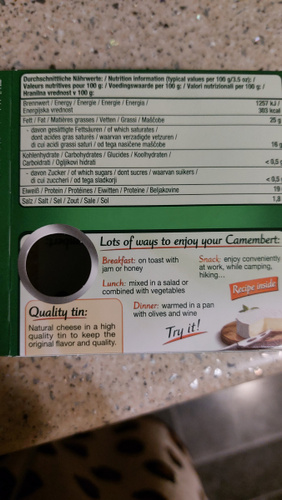 Durchschnittliche Nährwerte: / Nutrition information (typical values per 100 g/3.5 oz): /
Valeurs nutritives pour 100 g: / Voedingswaarde per 100 g: / Valori nutrizionali per 100 g: /
Hranilna vrednost v 100 g:
Brennwert / Energy / Énergie / Energie / Energia / 1257 kJ /
Energijska vrednost 303 kcal
Fett / Fat / Matières grasses / Vetten / Grassi / Maščobe 25 g
- davon gesättigte Fettsäuren / of which saturates /
dont acides gras saturés / waarvan verzadigde vetzuren /
di cui acidi grassi saturi / od tega nasičene maščobe 16 g
Kohlenhydrate / Carbohydrates / Glucides / Koolhydraten /
Carboidrati / Ogljikovi hidrati < 0,5
- davon Zucker / of which sugars / dont sucres / waarvan suikers /
di cui zuccheri / od tega sladkorji < 0,5
Eiweiß / Protein / Protéines / Eiwitten / Proteine / Beljakovine 19
Salz / Salt / Sel / Zout / Sale / Sol 1,8
Lots of ways to enjoy your Camembert:
Breakfast: on toast with
jam or honey
Snack: enjoy conveniently
at work, while camping,
hiking...
Lunch: mixed in a salad or
combined with vegetables
Recipe inside
Dinner: warmed in a pan
with olives and wine
Try it!
Quality tin:
Natural cheese in a high
quality tin to keep the
original flavor and quality.